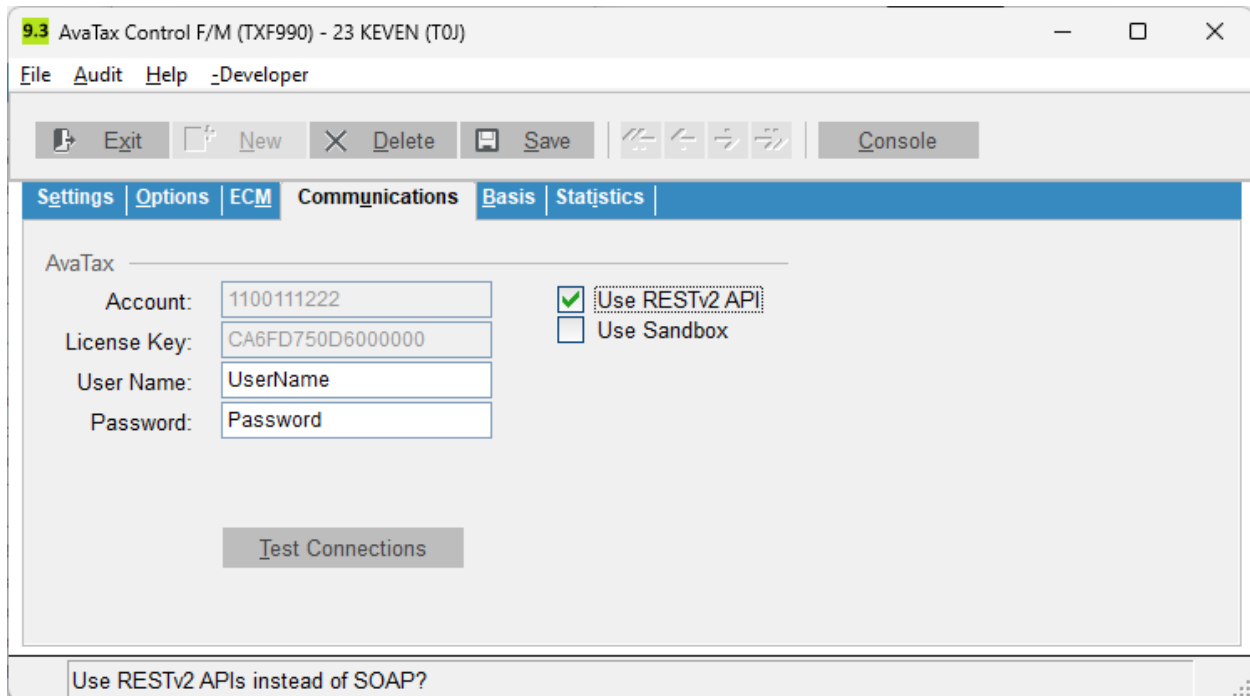 9.3 AvaTax Control F/M (TXF990) - 23 KEVEN (T0J)
File Audit Help -Developer
Exit New Delete Save Console
Settings Options ECM Communications Basis Statistics
AvaTax
Account: 1100111222 Use RESTv2 API
License Key: CA6FD750D6000000 Use Sandbox
User Name: UserName
Password: Password
Test Connections
Use RESTv2 APIs instead of SOAP?